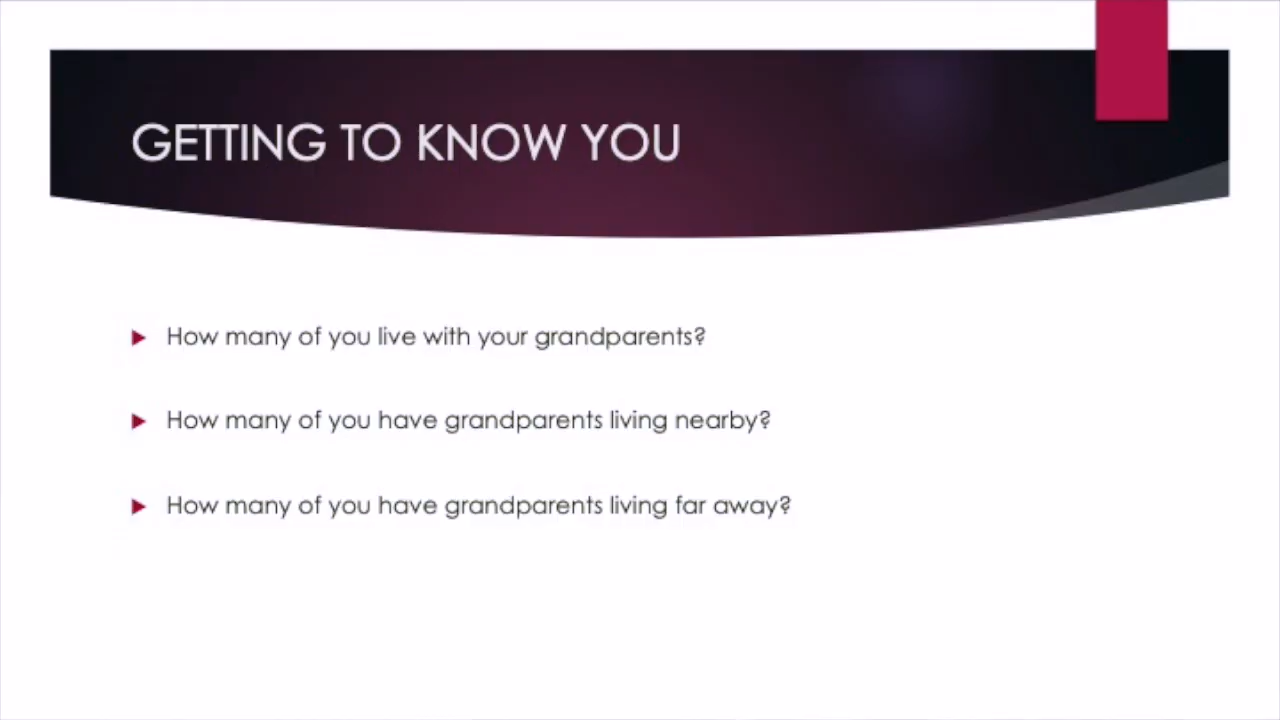 GETTING TO KNOW YOU
How many of you live with your grandparents?
How many of you have grandparents living nearby?
How many of you have grandparents living far away?